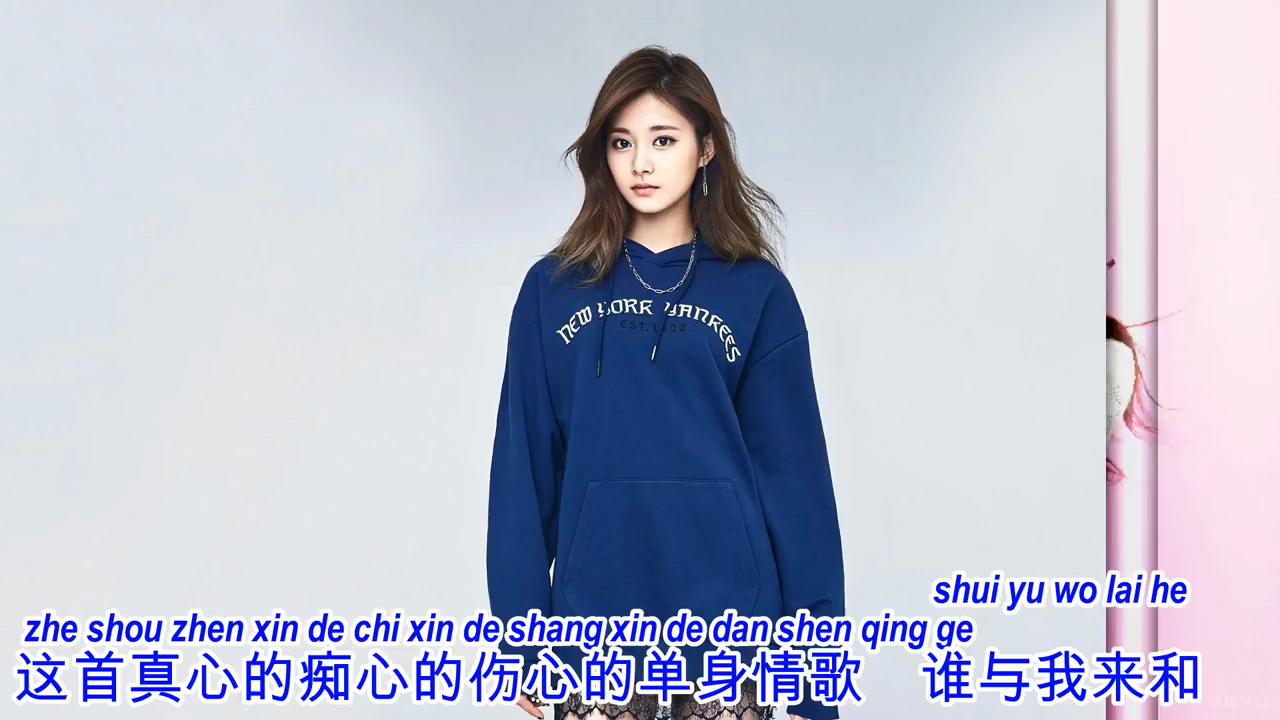 NEW YORK YANKEES
EST. 1903
shui yu wo lai he
zhe shou zhen xin de chi xin de shang xin de dan shen qing ge
这首真心的痴心的伤心的单身情歌 谁与我来和